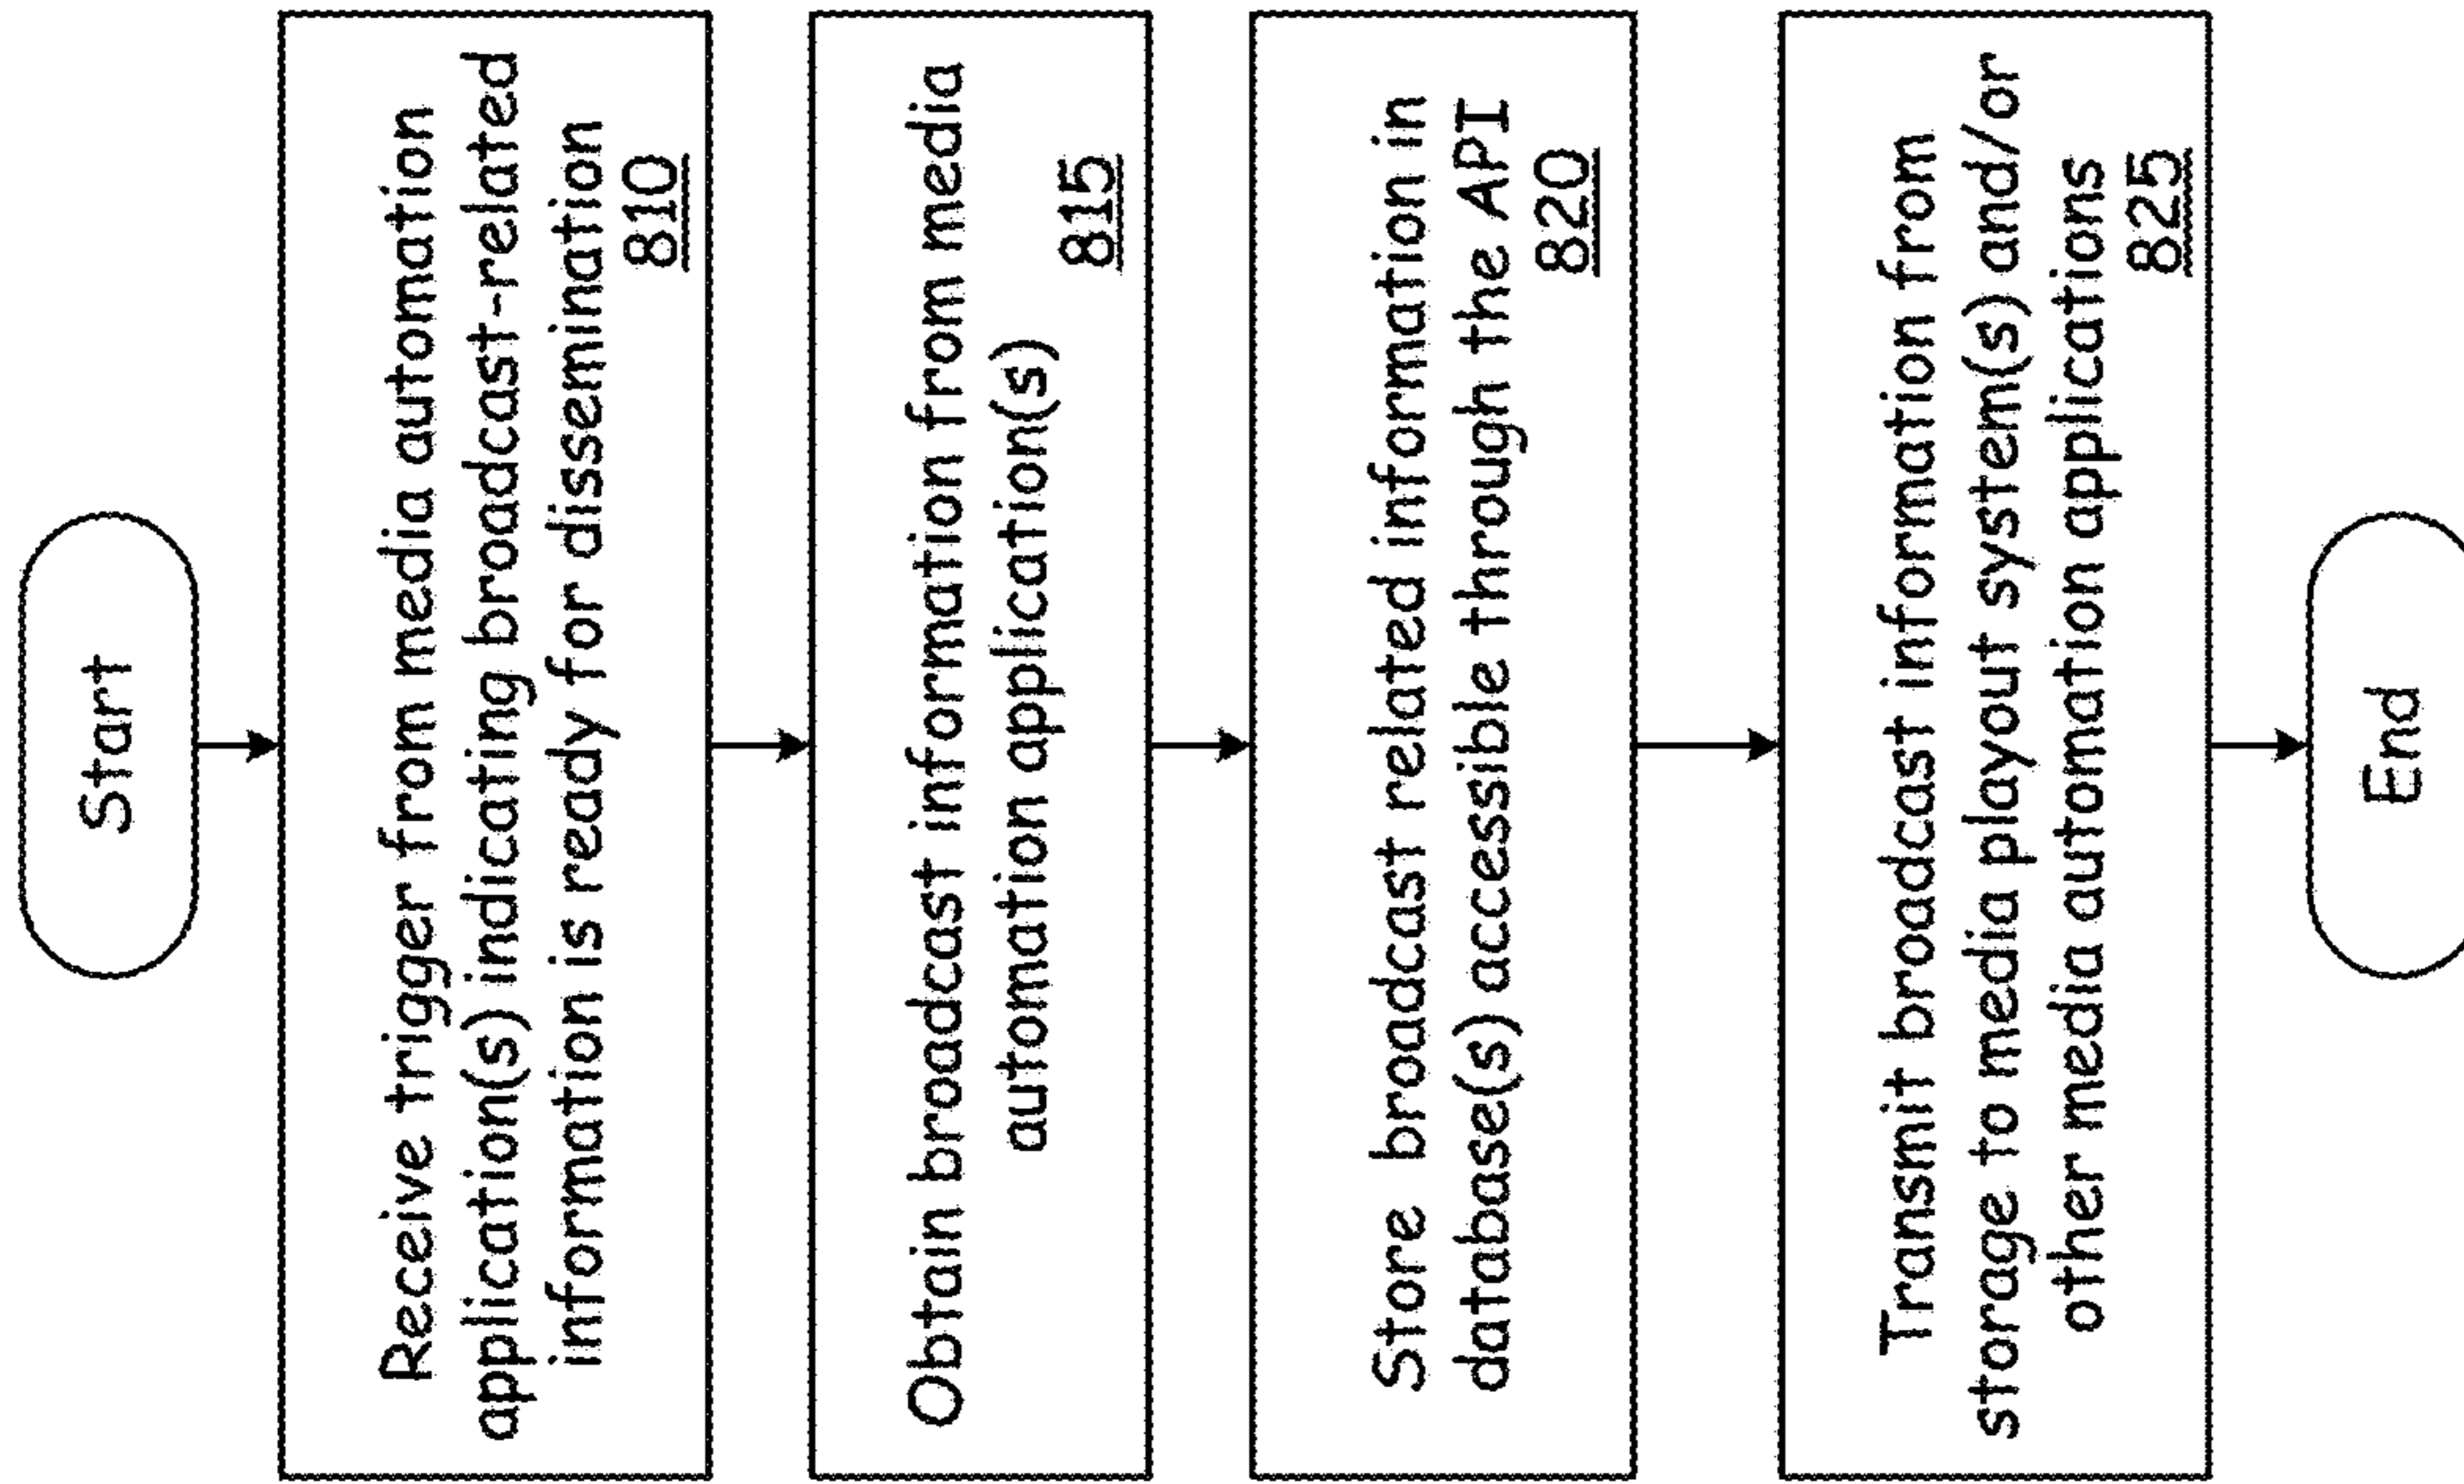 Start
Receive trigger from media automation
application(s) indicating broadcast-related
information is ready for dissemination
810
Obtain broadcast information from media
automation application(s)
815
Store broadcast related information in
database(s) accessible through the API
820
Transmit broadcast information from
storage to media playout system(s) and/or
other media automation applications
825
End